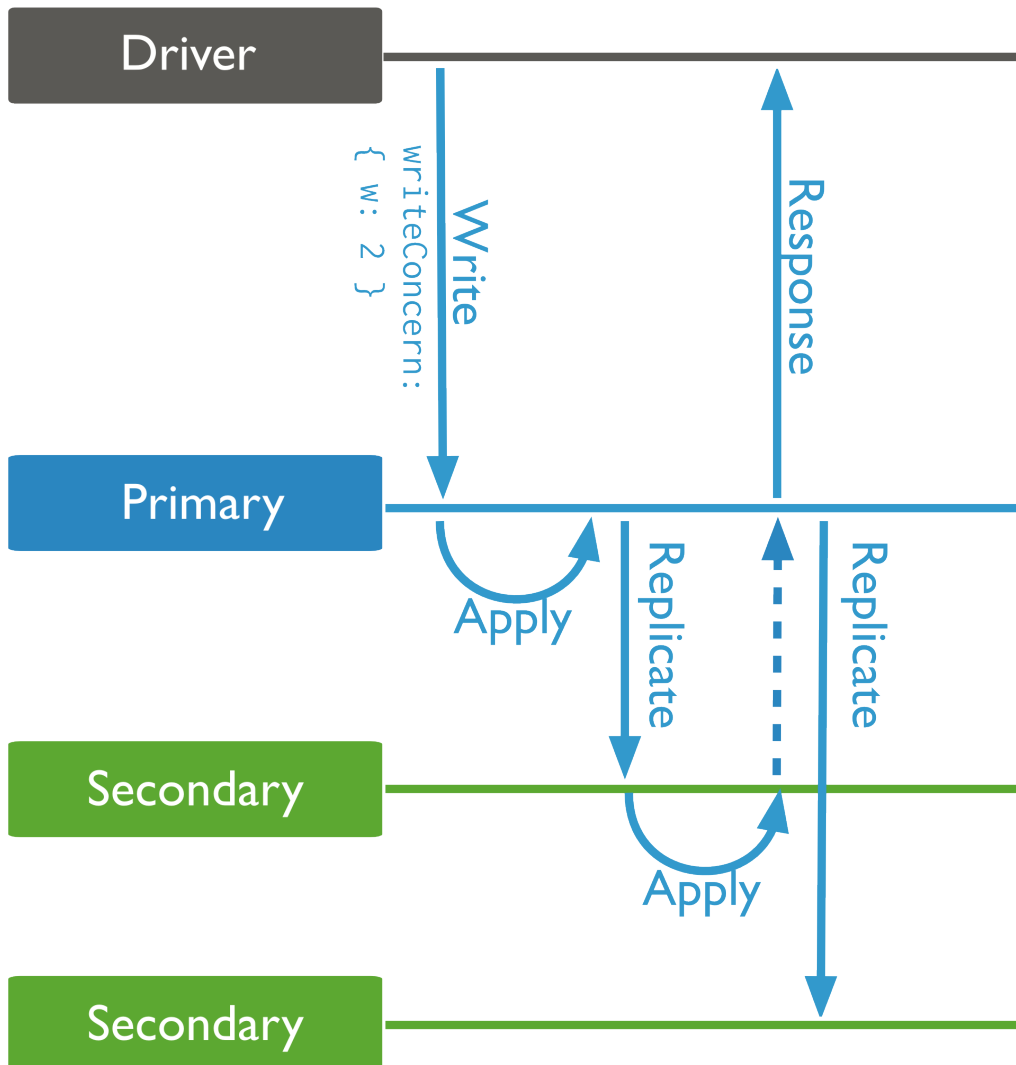 Driver
Write
writeConcern:
{ w: 2 }
Response
Primary
Apply
Replicate
Replicate
Secondary
Apply
Secondary